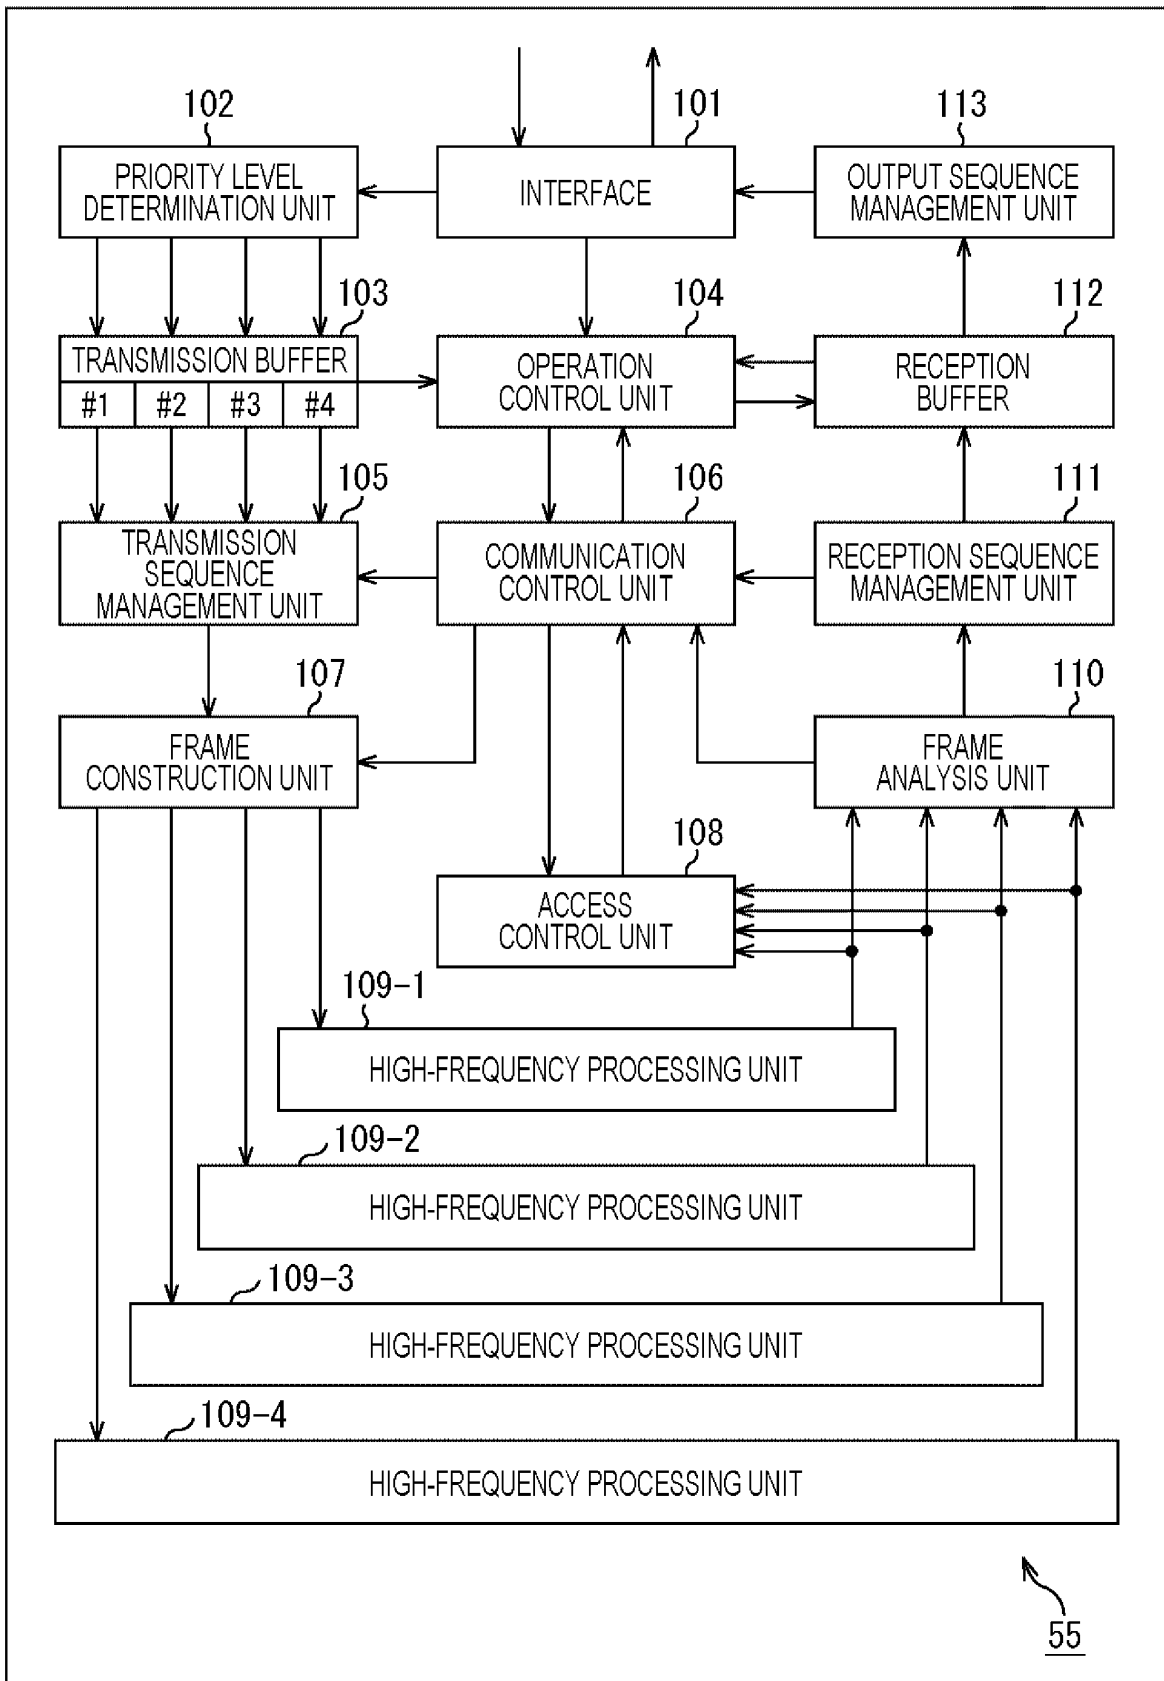 102
101
113
PRIORITY LEVEL
DETERMINATION UNIT
INTERFACE
OUTPUT SEQUENCE
MANAGEMENT UNIT
103
104
112
TRANSMISSION BUFFER
#1 #2 #3 #4
OPERATION
CONTROL UNIT
RECEPTION
BUFFER
105
106
111
TRANSMISSION
SEQUENCE
MANAGEMENT UNIT
COMMUNICATION
CONTROL UNIT
RECEPTION SEQUENCE
MANAGEMENT UNIT
107
110
FRAME
CONSTRUCTION UNIT
FRAME
ANALYSIS UNIT
108
ACCESS
CONTROL UNIT
109-1
HIGH-FREQUENCY PROCESSING UNIT
109-2
HIGH-FREQUENCY PROCESSING UNIT
109-3
HIGH-FREQUENCY PROCESSING UNIT
109-4
HIGH-FREQUENCY PROCESSING UNIT
55